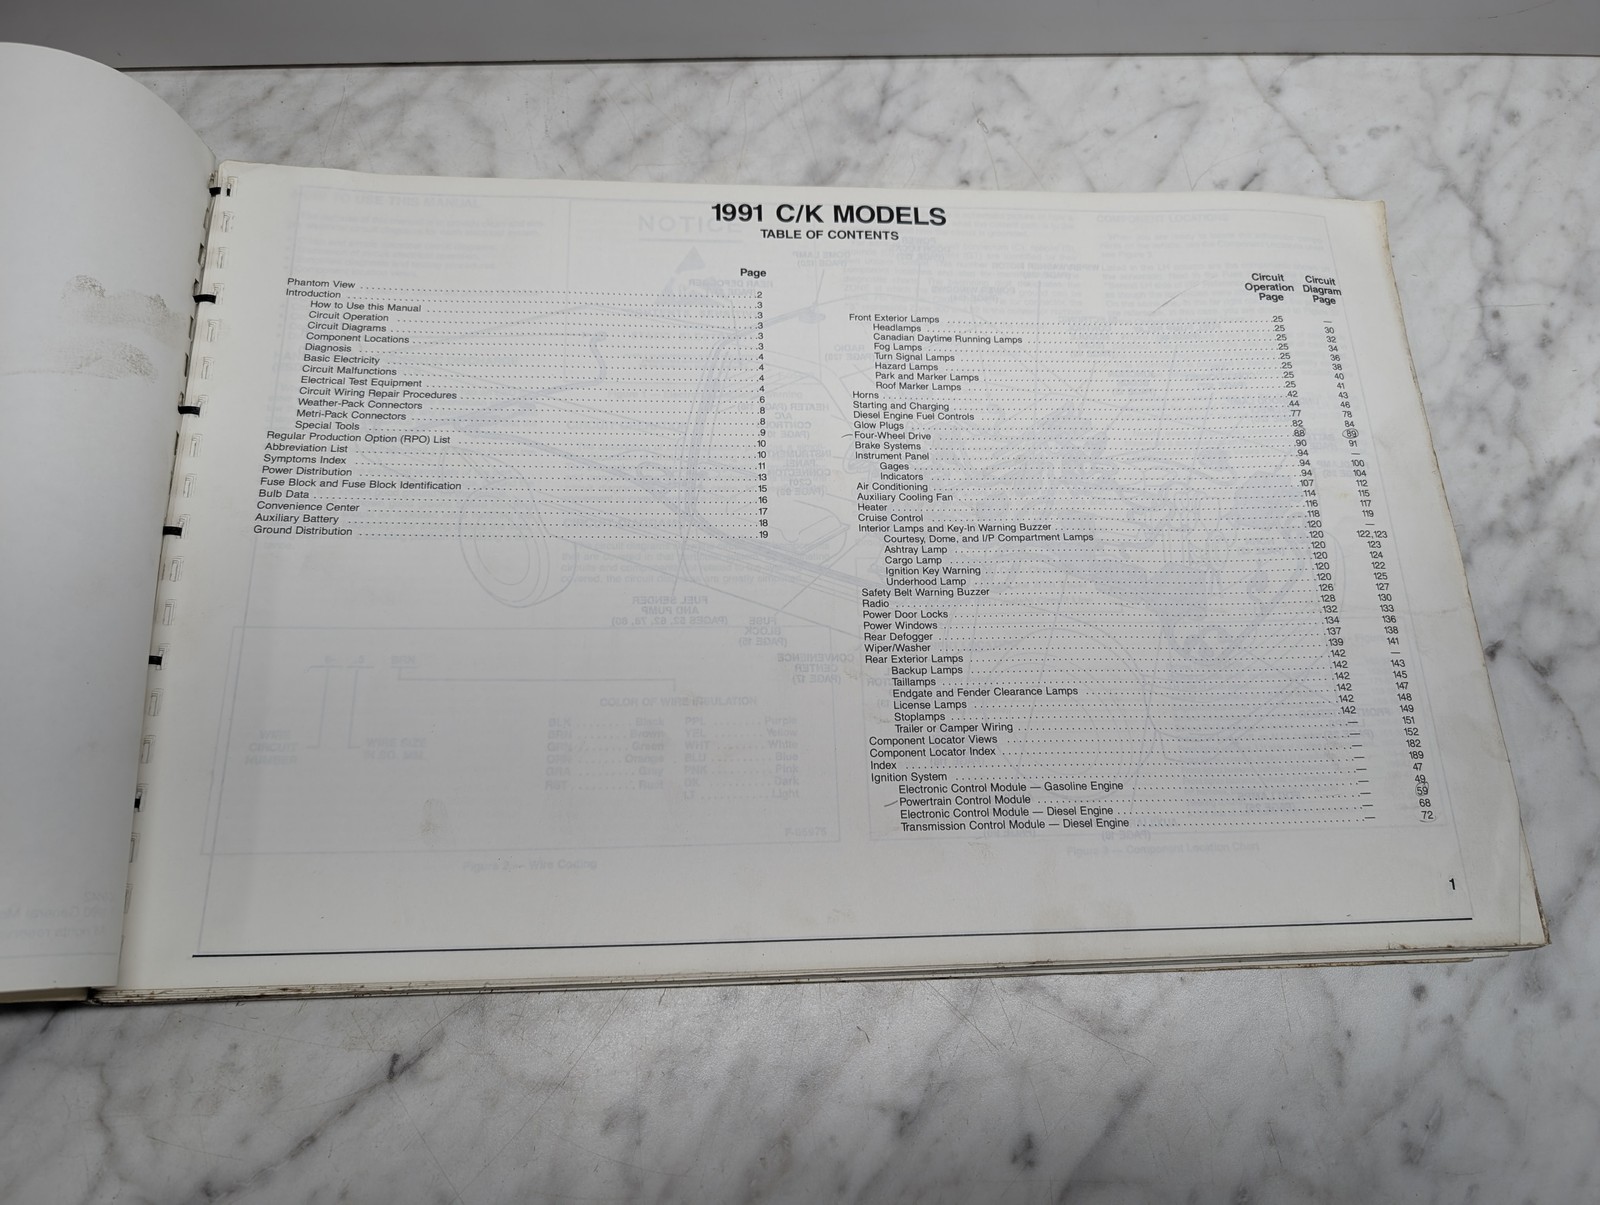 1991 C/K MODELS
TABLE OF CONTENTS
Page
Phantom View 2
Introduction 3
How to Use this Manual 3
Circuit Operation 3
Circuit Diagrams 3
Component Locations 3
Diagnosis 4
Basic Electricity 4
Circuit Malfunctions 4
Electrical Test Equipment 4
Circuit Wiring Repair Procedures 6
Weather-Pack Connectors 8
Metri-Pack Connectors 8
Special Tools 9
Regular Production Option (RPO) List 10
Abbreviation List 10
Symptoms Index 11
Power Distribution 13
Fuse Block and Fuse Block Identification 15
Bulb Data 16
Convenience Center 17
Auxiliary Battery 18
Ground Distribution 19
Circuit Operation Page
Circuit Diagram Page
Front Exterior Lamps 25 —
Headlamps 25 30
Canadian Daytime Running Lamps 25 32
Fog Lamps 25 34
Turn Signal Lamps 25 36
Hazard Lamps 25 38
Park and Marker Lamps 25 40
Roof Marker Lamps 25 41
Horns 42 43
Starting and Charging 44 46
Diesel Engine Fuel Controls 77 78
Glow Plugs 82 84
Four-Wheel Drive 88 89
Brake Systems 90 91
Instrument Panel 94 —
Gages 94 100
Indicators 94 104
Air Conditioning 107 112
Auxiliary Cooling Fan 114 115
Heater 116 117
Cruise Control 118 119
Interior Lamps and Key-In Warning Buzzer 120 —
Courtesy, Dome, and I/P Compartment Lamps 120 122,123
Ashtray Lamp 120 123
Cargo Lamp 120 124
Ignition Key Warning 120 122
Underhood Lamp 120 125
Safety Belt Warning Buzzer 126 127
Radio 128 130
Power Door Locks 132 133
Power Windows 134 136
Rear Defogger 137 138
Wiper/Washer 139 141
Rear Exterior Lamps 142 —
Backup Lamps 142 143
Taillamps 142 145
Endgate and Fender Clearance Lamps 142 147
License Lamps 142 148
Stoplamps 142 149
Trailer or Camper Wiring — 151
Component Locator Views — 152
Component Locator Index — 182
Index — 189
Ignition System — 47
Electronic Control Module — Gasoline Engine — 49
Powertrain Control Module — 59
Electronic Control Module — Diesel Engine — 68
Transmission Control Module — Diesel Engine — 72
1